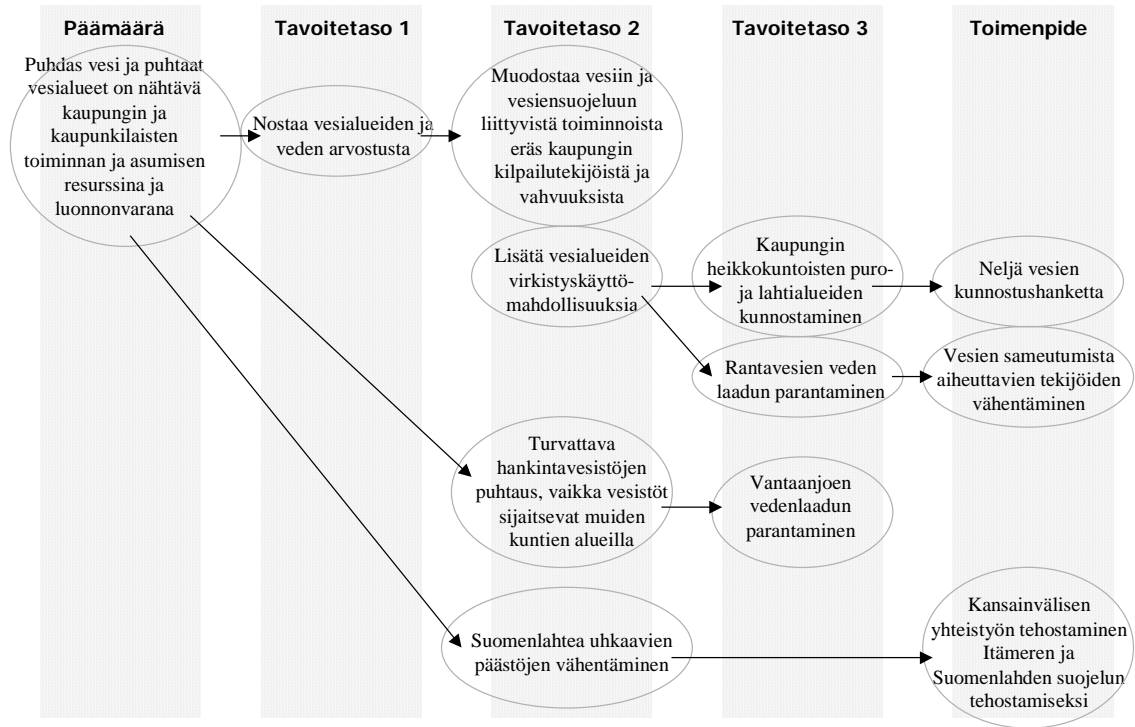 Päämäärä
Tavoitetaso 1
Tavoitetaso 2
Tavoitetaso 3
Toimenpide
Puhdas vesi ja puhtaat
vesialueet on nähtävä
kaupungin ja
kaupunkilaisten
toiminnan ja asumisen
resurssina ja
luonnonvarana
Nostaa vesialueiden ja
veden arvostusta
Muodostaa vesiin ja
vesiensuojeluun
liittyvistä toiminnoista
eräs kaupungin
kilpailutekijöistä ja
vahvuuksista
Lisätä vesialueiden
virkistyskäyttö-
mahdollisuuksia
Kaupungin
heikkokuntoisten puro-
ja lahtialueiden
kunnostaminen
Neljä vesien
kunnostushanketta
Rantavesien veden
laadun parantaminen
Vesien sameutumista
aiheuttavien tekijöiden
vähentäminen
Turvattava
hankintavesistöjen
puhtaus, vaikka vesistöt
sijaitsevat muiden
kuntien alueilla
Vantaanjoen
vedenlaadun
parantaminen
Suomenlahtea uhkaavien
päästöjen vähentäminen
Kansainvälisen
yhteistyön tehostaminen
Itämeren ja
Suomenlahden suojelun
tehostamiseksi